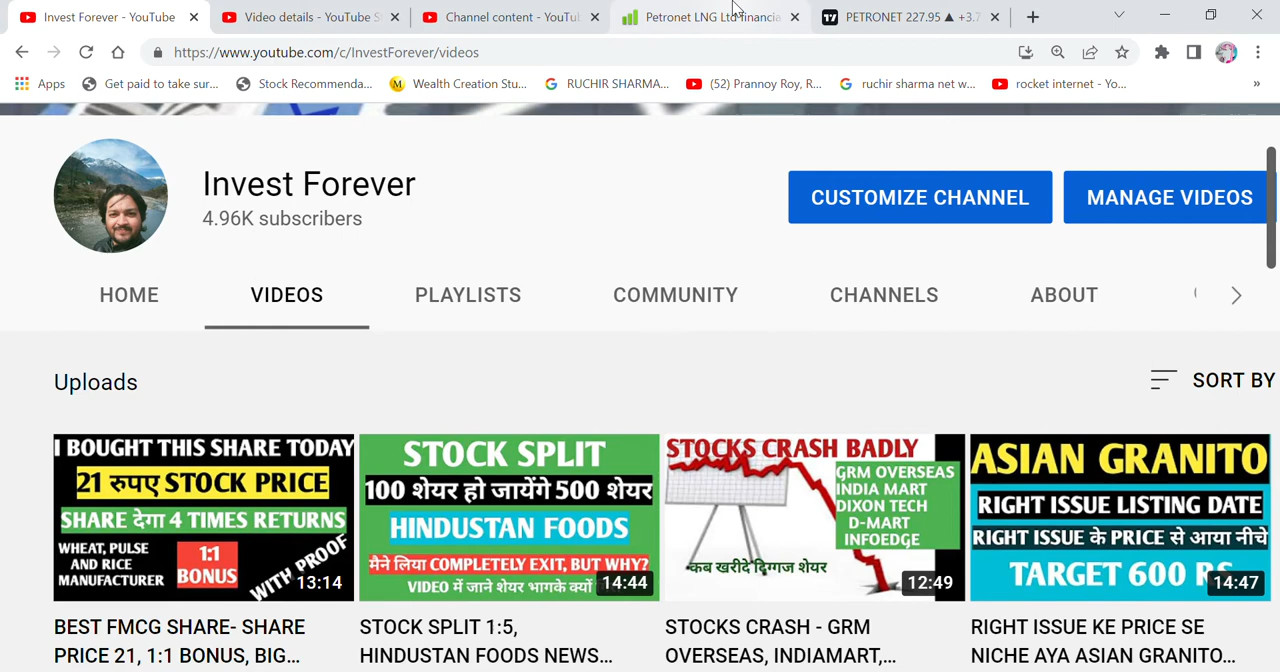 Invest Forever - YouTube
Video details - YouTube S
Channel content - YouTu
Petronet LNG Ltd financia
PETRONET 227.95 ▲ +3.7
https://www.youtube.com/c/InvestForever/videos
Apps
Get paid to take sur...
Stock Recommenda...
Wealth Creation Stu...
RUCHIR SHARMA...
(52) Prannoy Roy, R...
ruchir sharma net w...
rocket internet - Yo...
»
Invest Forever
4.96K subscribers
CUSTOMIZE CHANNEL
MANAGE VIDEOS
HOME
VIDEOS
PLAYLISTS
COMMUNITY
CHANNELS
ABOUT
Uploads
SORT BY
I BOUGHT THIS SHARE TODAY
21 रुपए STOCK PRICE
SHARE देगा 4 TIMES RETURNS
WHEAT, PULSE
AND RICE
MANUFACTURER
1:1
BONUS
WITH PROOF
13:14
STOCK SPLIT
100 शेयर हो जायेंगे 500 शेयर
HINDUSTAN FOODS
मैने लिया COMPLETELY EXIT, BUT WHY?
VIDEO में जाने शेयर भागके क्यों
14:44
STOCKS CRASH BADLY
GRM OVERSEAS
INDIA MART
DIXON TECH
D-MART
INFOEDGE
कब खरीदे दिग्गज शेयर
12:49
ASIAN GRANITO
RIGHT ISSUE LISTING DATE
RIGHT ISSUE के PRICE से आया नीचे
TARGET 600 RS
14:47
BEST FMCG SHARE- SHARE
PRICE 21, 1:1 BONUS, BIG...
STOCK SPLIT 1:5,
HINDUSTAN FOODS NEWS...
STOCKS CRASH - GRM
OVERSEAS, INDIAMART,...
RIGHT ISSUE KE PRICE SE
NICHE AYA ASIAN GRANITO...